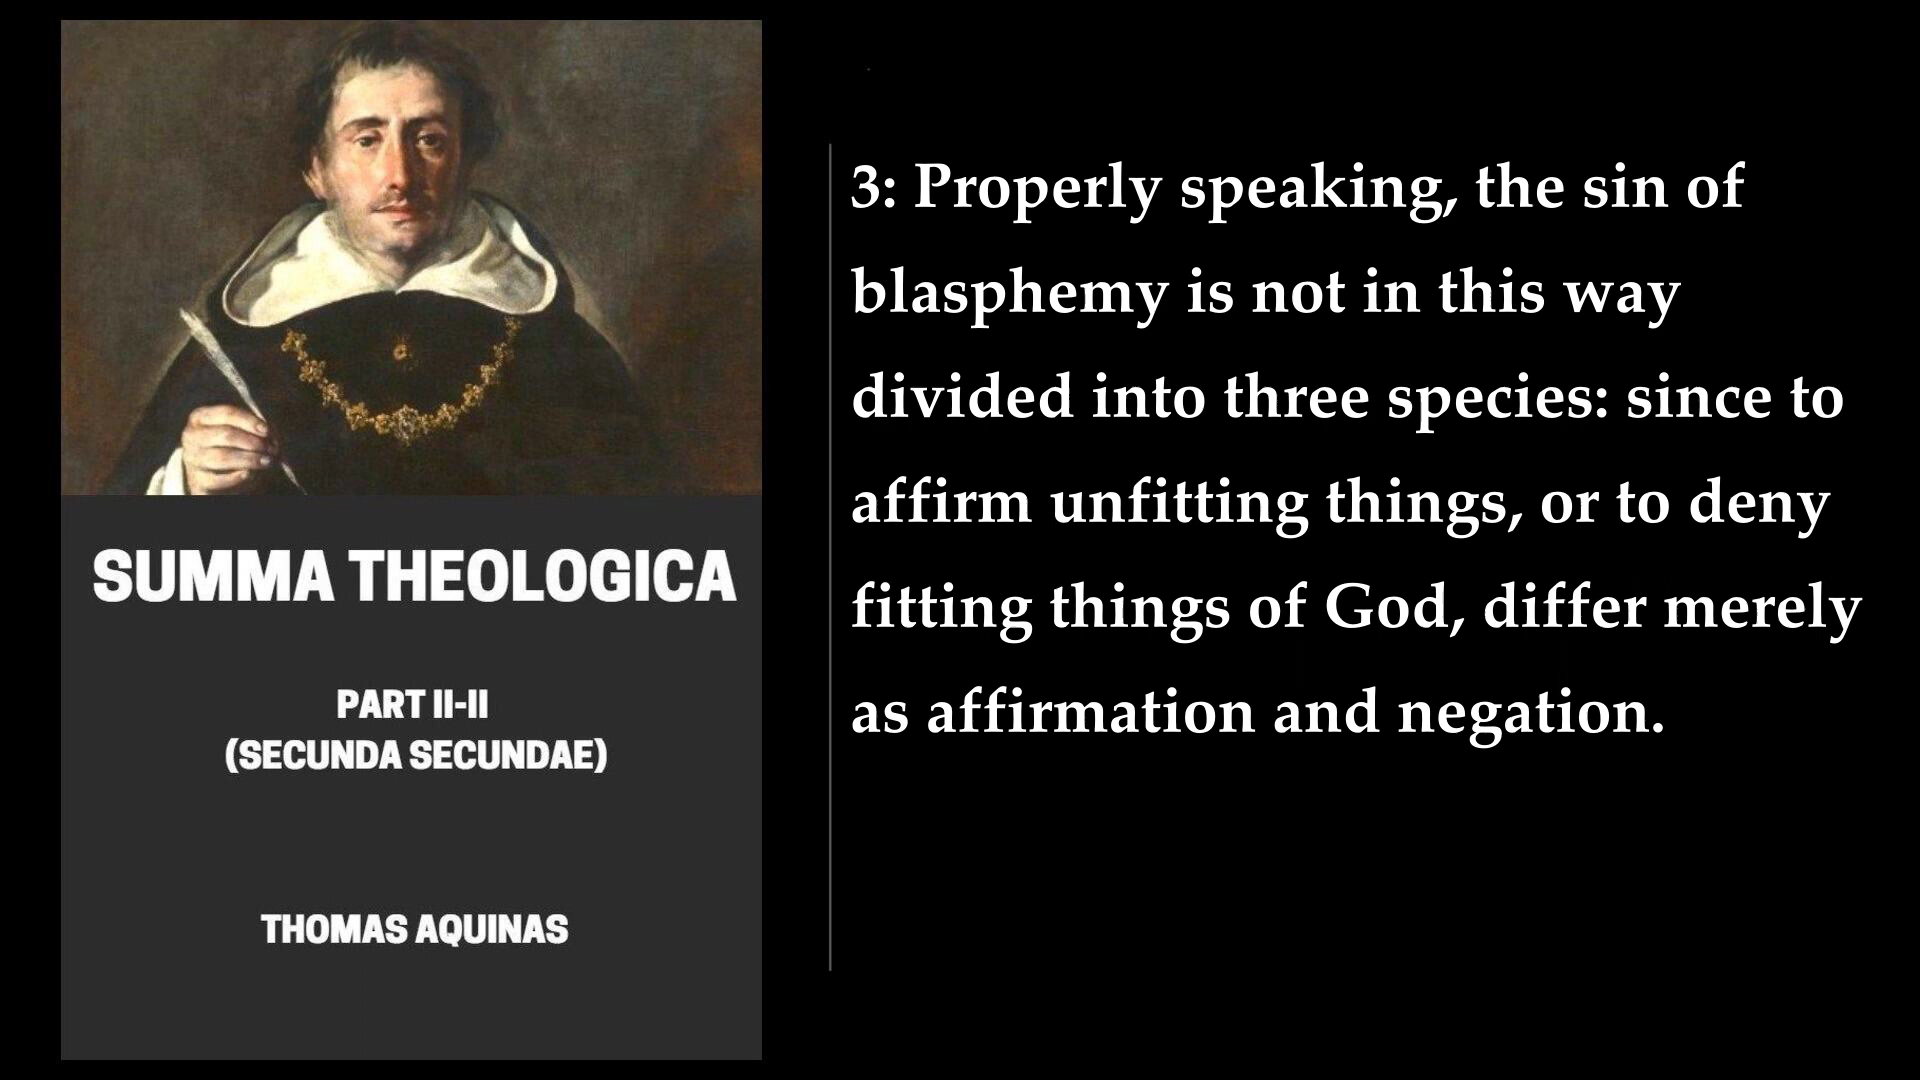 SUMMA THEOLOGICA
PART II-II
(SECUNDA SECUNDAE)
THOMAS AQUINAS
3: Properly speaking, the sin of
blasphemy is not in this way
divided into three species: since to
affirm unfitting things, or to deny
fitting things of God, differ merely
as affirmation and negation.